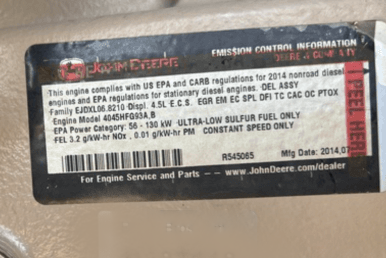 JOHN DEERE
EMISSION CONTROL INFORMATION
DEERE & COMPANY
This engine complies with US EPA and CARB regulations for 2014 nonroad diesel
engines and EPA regulations for stationary diesel engines. -DEL ASSY
Family EJDXL06.8210 -Displ. 4.5L -E.C.S. EGR EM EC SPL DFI TC CAC OC PTOX
-Engine Model 4045HFG93A,B
-EPA Power Category: 56 - 130 kW -ULTRA-LOW SULFUR FUEL ONLY
-FEL 3.2 g/kW-hr NOx, 0.01 g/kW-hr PM CONSTANT SPEED ONLY
R545065 Mfg Date: 2014.07
For Engine Service and Parts -- www.JohnDeere.com/dealer
PEEL HERE